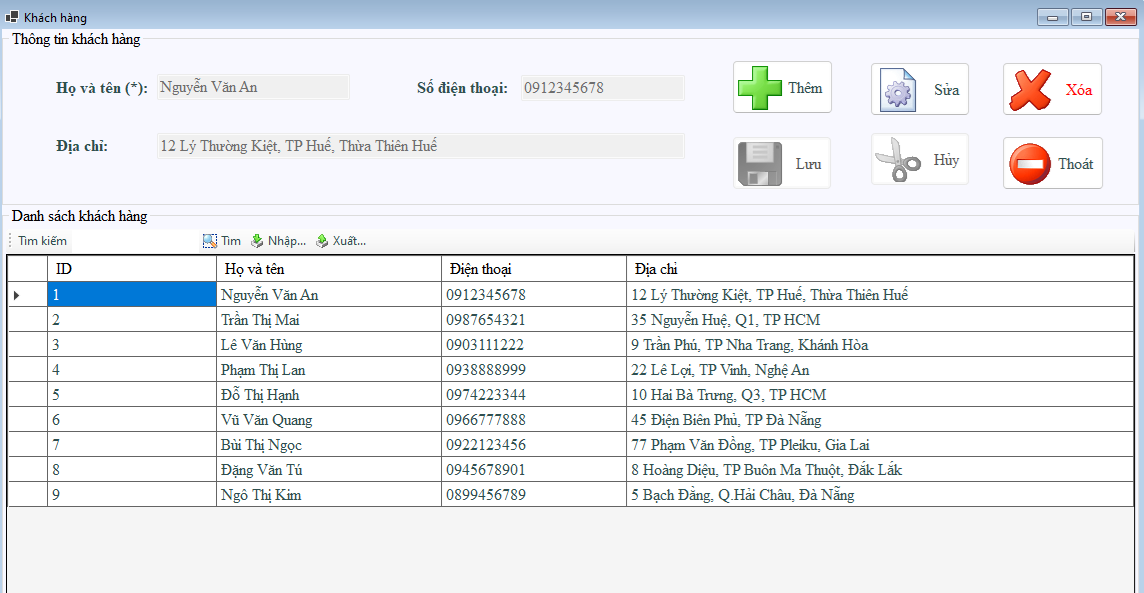 Khách hàng
Thông tin khách hàng
Họ và tên (*): Nguyễn Văn An Số điện thoại: 0912345678 Thêm Sửa Xóa
Địa chỉ: 12 Lý Thường Kiệt, TP Huế, Thừa Thiên Huế Lưu Hủy Thoát
Danh sách khách hàng
Tìm kiếm Tìm Nhập... Xuất...
ID Họ và tên Điện thoại Địa chỉ
1 Nguyễn Văn An 0912345678 12 Lý Thường Kiệt, TP Huế, Thừa Thiên Huế
2 Trần Thị Mai 0987654321 35 Nguyễn Huệ, Q1, TP HCM
3 Lê Văn Hùng 0903111222 9 Trần Phú, TP Nha Trang, Khánh Hòa
4 Phạm Thị Lan 0938888999 22 Lê Lợi, TP Vinh, Nghệ An
5 Đỗ Thị Hạnh 0974223344 10 Hai Bà Trưng, Q3, TP HCM
6 Vũ Văn Quang 0966777888 45 Điện Biên Phủ, TP Đà Nẵng
7 Bùi Thị Ngọc 0922123456 77 Phạm Văn Đồng, TP Pleiku, Gia Lai
8 Đặng Văn Tú 0945678901 8 Hoàng Diệu, TP Buôn Ma Thuột, Đắk Lắk
9 Ngô Thị Kim 0899456789 5 Bạch Đằng, Q.Hải Châu, Đà Nẵng